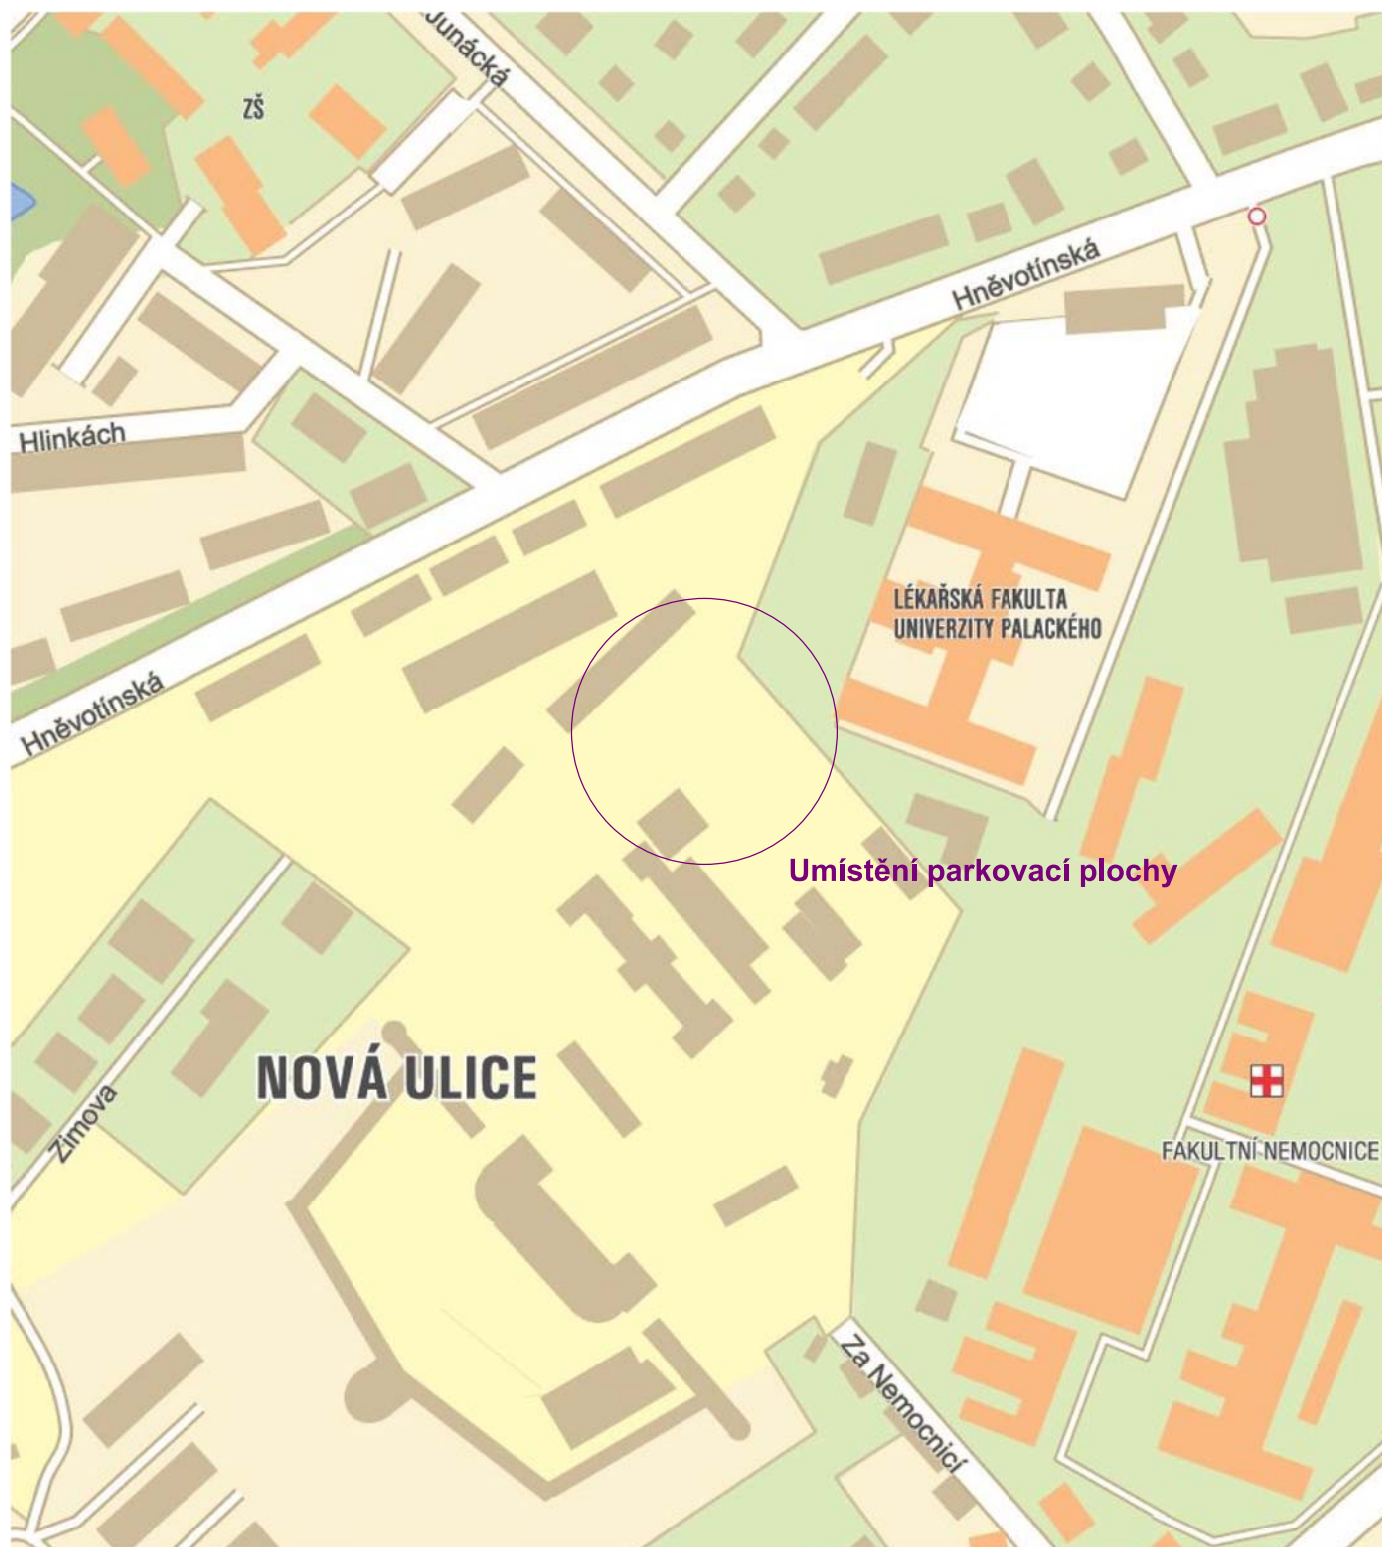 Junácká
ZŠ
Hněvotínská
Hlinkách
LÉKAŘSKÁ FAKULTA
UNIVERZITY PALACKÉHO
Hněvotínská
Umístění parkovací plochy
NOVÁ ULICE
Zimova
FAKULTNÍ NEMOCNICE
Za Nemocnicí